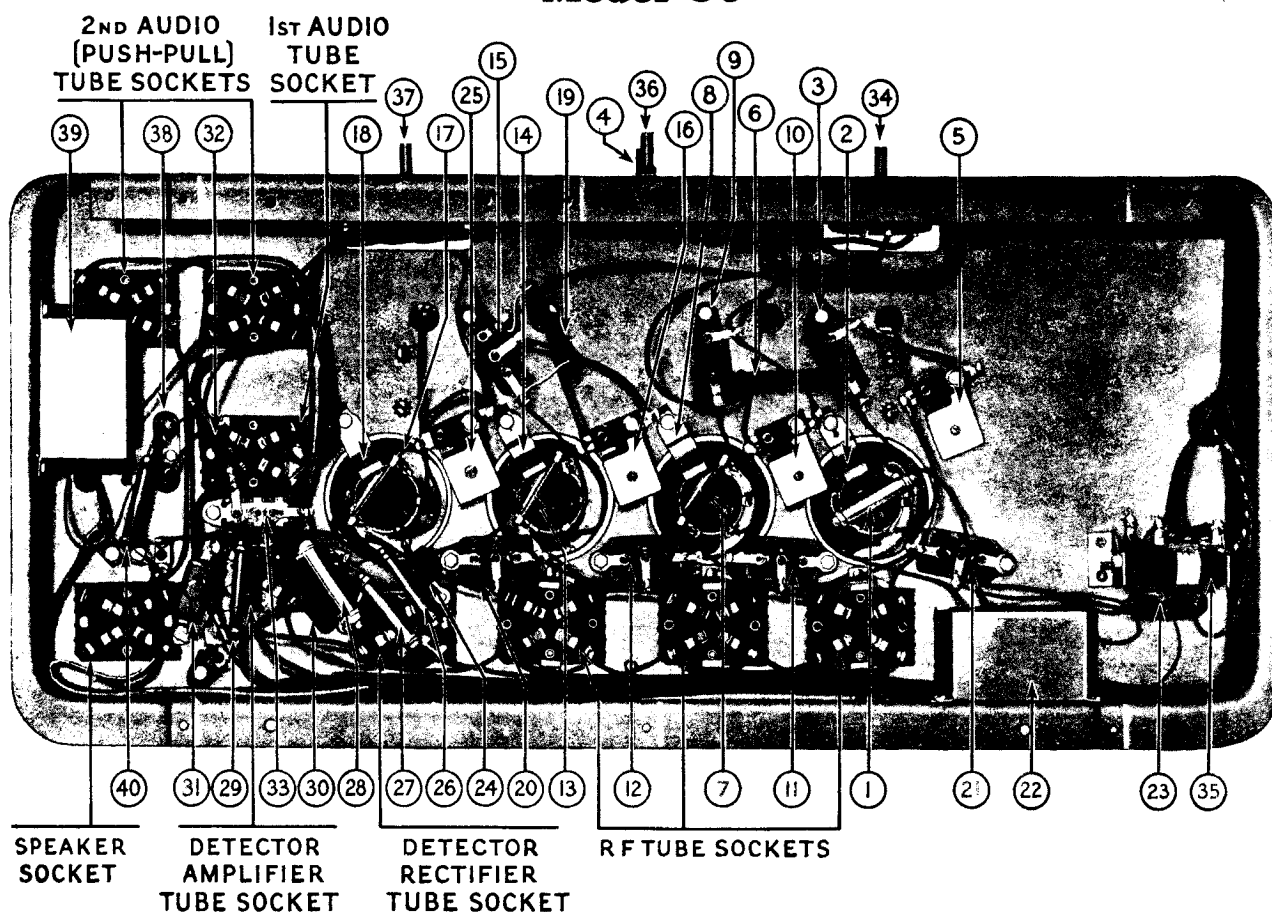 2ND AUDIO
(PUSH-PULL)
TUBE SOCKETS
1ST AUDIO
TUBE
SOCKET
39 38 32 18 37 17 25 15 14 19 4 36 16 8 9 6 10 3 2 34 5
40 31 29 33 30 28 27 26 24 20 13 12 7 11 1 21 22 23 35
SPEAKER
SOCKET
DETECTOR
AMPLIFIER
TUBE SOCKET
DETECTOR
RECTIFIER
TUBE SOCKET
RF TUBE SOCKETS